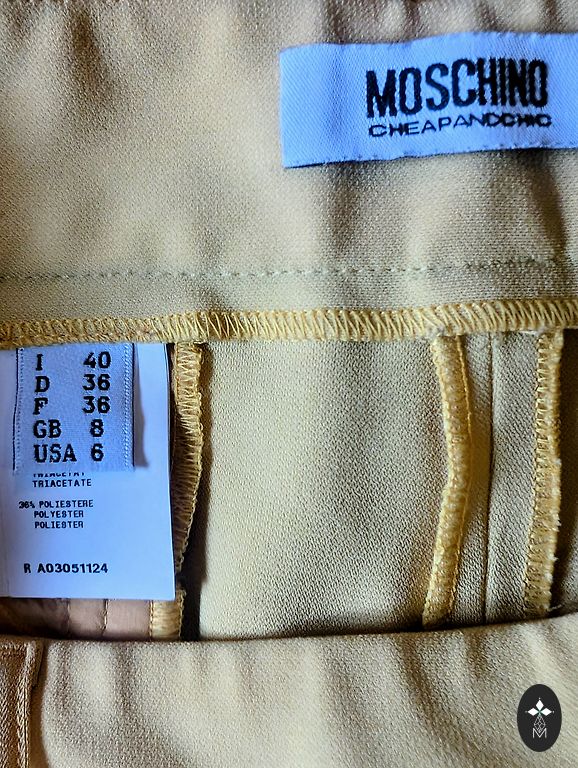 MOSCHINO
CHEAPANDCHIC
I 40
D 36
F 36
GB 8
USA 6
TRIACETATE
36% POLIESTERE
POLYESTER
POLIESTER
R A03051124
M